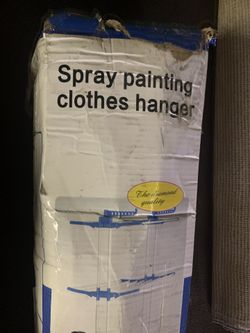 Spray painting
clothes hanger
The diamond
quality